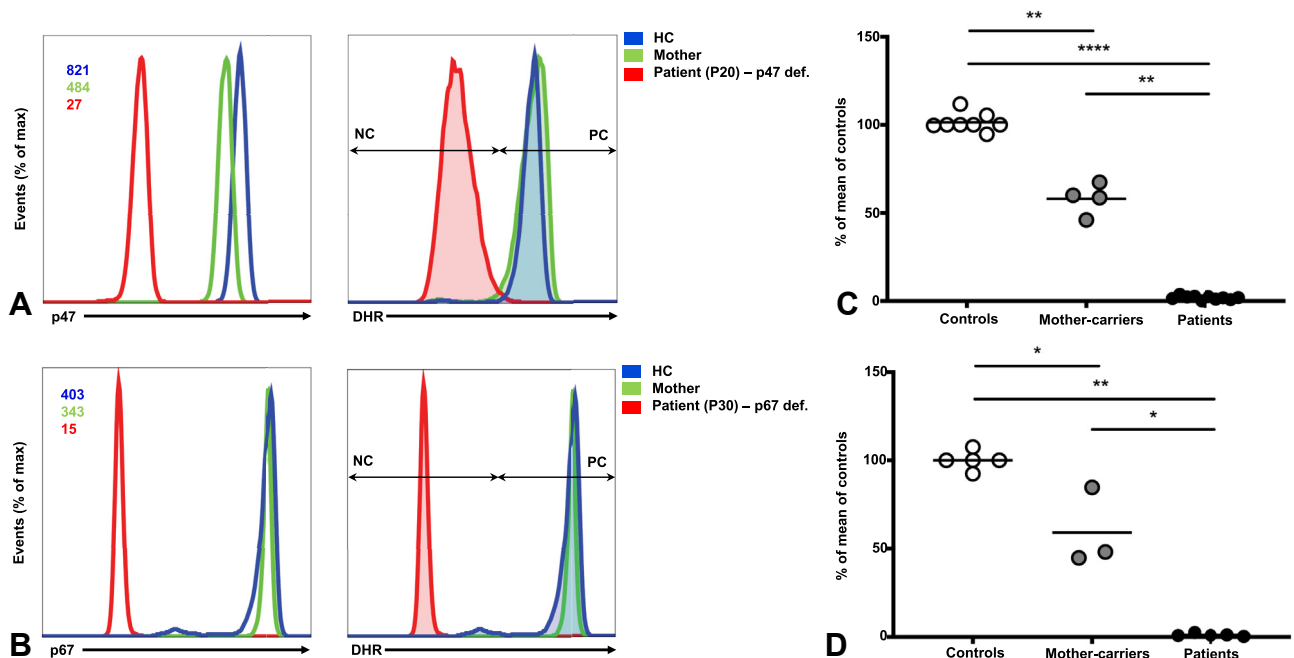 A
Events (% of max)
821
484
27
p47
NC
PC
DHR
HC
Mother
Patient (P20) – p47 def.
B
Events (% of max)
403
343
15
p67
NC
PC
DHR
HC
Mother
Patient (P30) – p67 def.
C
% of mean of controls
150
100
50
0
**
****
**
Controls
Mother-carriers
Patients
D
% of mean of controls
150
100
50
0
*
**
*
Controls
Mother-carriers
Patients